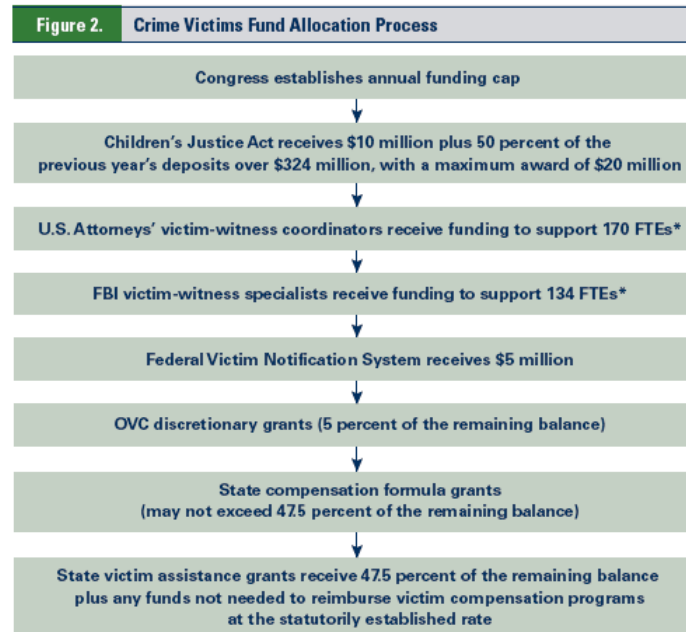 Figure 2. Crime Victims Fund Allocation Process
Congress establishes annual funding cap
Children's Justice Act receives $10 million plus 50 percent of the
previous year's deposits over $324 million, with a maximum award of $20 million
U.S. Attorneys' victim-witness coordinators receive funding to support 170 FTEs*
FBI victim-witness specialists receive funding to support 134 FTEs*
Federal Victim Notification System receives $5 million
OVC discretionary grants (5 percent of the remaining balance)
State compensation formula grants
(may not exceed 47.5 percent of the remaining balance)
State victim assistance grants receive 47.5 percent of the remaining balance
plus any funds not needed to reimburse victim compensation programs
at the statutorily established rate